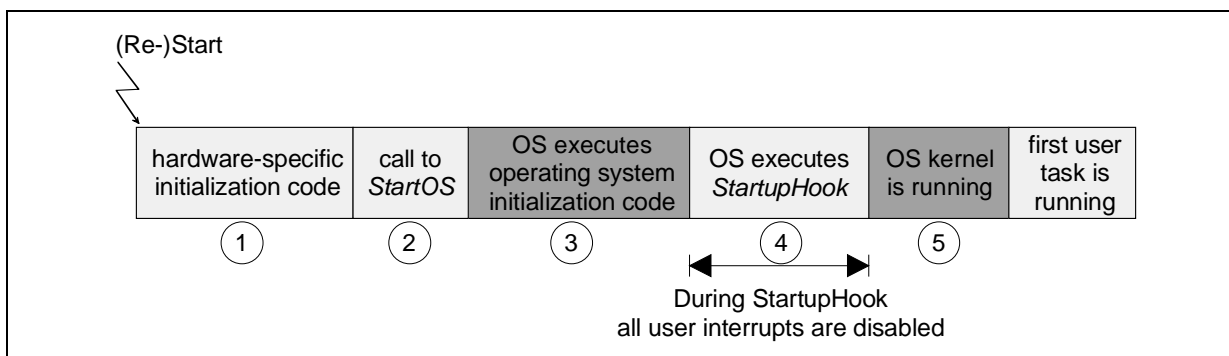 (Re-)Start
hardware-specific
initialization code
call to
StartOS
OS executes
operating system
initialization code
OS executes
StartupHook
OS kernel
is running
first user
task is
running
1
2
3
4
5
During StartupHook
all user interrupts are disabled